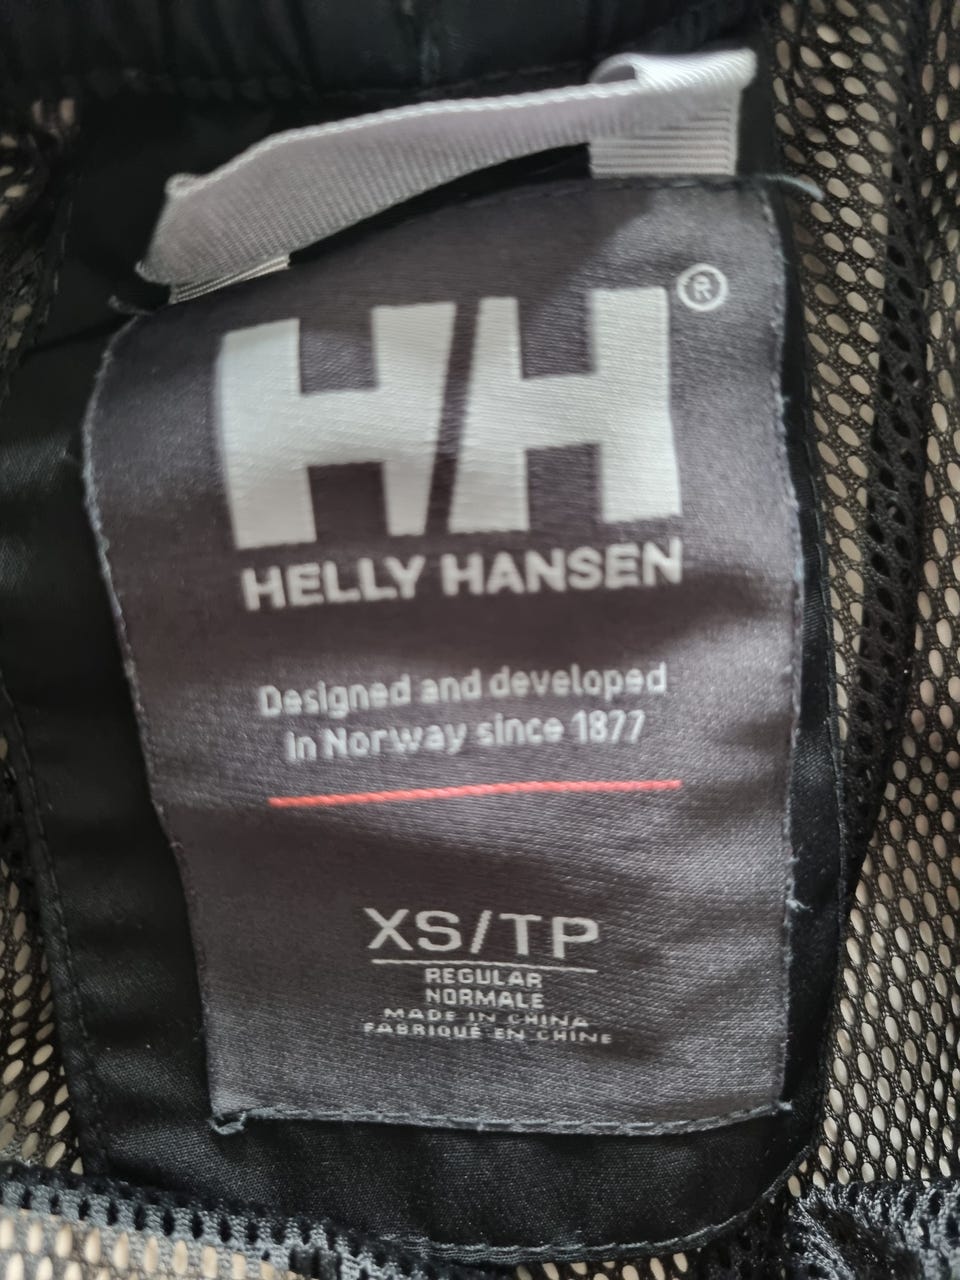 HH®
HELLY HANSEN
Designed and developed
in Norway since 1877
XS/TP
REGULAR
NORMALE
MADE IN CHINA
FABRIQUÉ EN CHINE